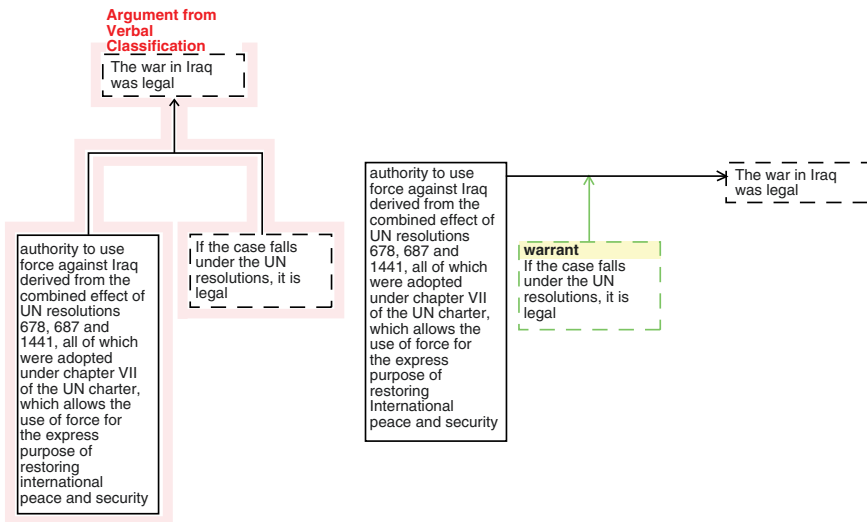 Argument from
Verbal
Classification
The war in Iraq
was legal
authority to use
force against Iraq
derived from the
combined effect of
UN resolutions
678, 687 and
1441, all of which
were adopted
under chapter VII
of the UN charter,
which allows the
use of force for
the express
purpose of
restoring
international
peace and security
If the case falls
under the UN
resolutions, it is
legal
authority to use
force against Iraq
derived from the
combined effect of
UN resolutions
678, 687 and
1441, all of which
were adopted
under chapter VII
of the UN charter,
which allows the
use of force for
the express
purpose of
restoring
International
peace and security
warrant
If the case falls
under the UN
resolutions, it is
legal
The war in Iraq
was legal